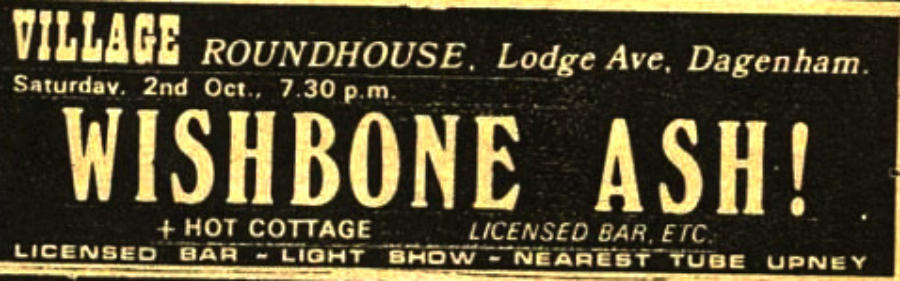 VILLAGE ROUNDHOUSE, Lodge Ave, Dagenham.
Saturday, 2nd Oct., 7.30 p.m.
WISHBONE ASH!
+ HOT COTTAGE LICENSED BAR, ETC.
LICENSED BAR ~ LIGHT SHOW ~ NEAREST TUBE UPNEY